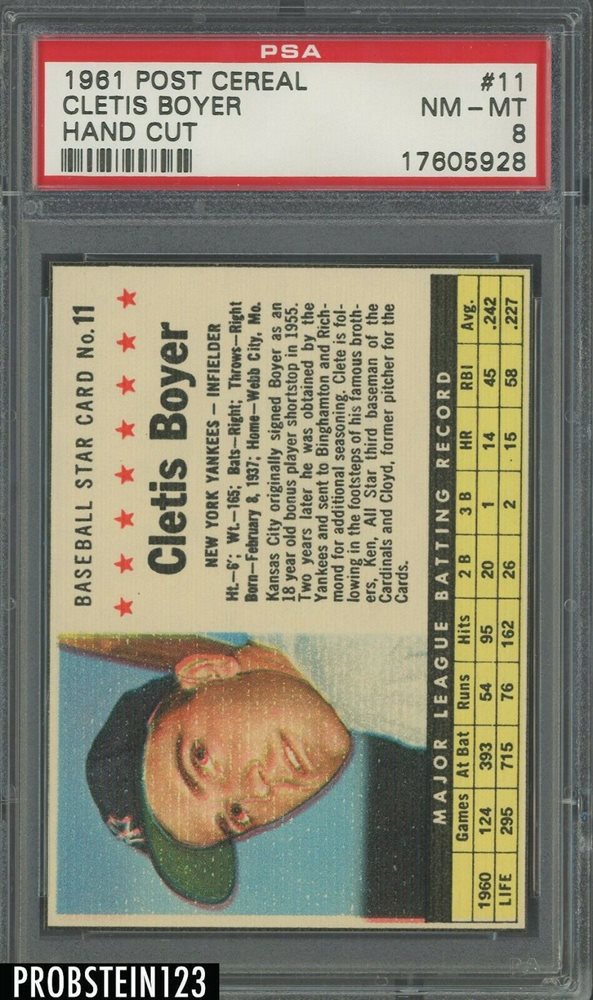 PSA
1961 POST CEREAL #11
CLETIS BOYER NM - MT
HAND CUT 8
17605928
BASEBALL STAR CARD No. 11
Cletis Boyer
NEW YORK YANKEES — INFIELDER
Ht.—6'; Wt.—165; Bats—Right; Throws—Right
Born—February 8, 1937; Home—Webb City, Mo.
Kansas City originally signed Boyer as an
18 year old bonus player shortstop in 1955.
Two years later he was obtained by the
Yankees and sent to Binghamton and Rich-
mond for additional seasoning. Clete is fol-
lowing in the footsteps of his famous broth-
ers, Ken, All Star third baseman of the
Cardinals and Cloyd, former pitcher for the
Cards.
MAJOR LEAGUE BATTING RECORD
Games At Bat Runs Hits 2 B 3 B HR RBI Avg.
1960 124 393 54 95 20 1 14 45 .242
LIFE 295 715 76 162 26 2 15 58 .227
PROBSTEIN123